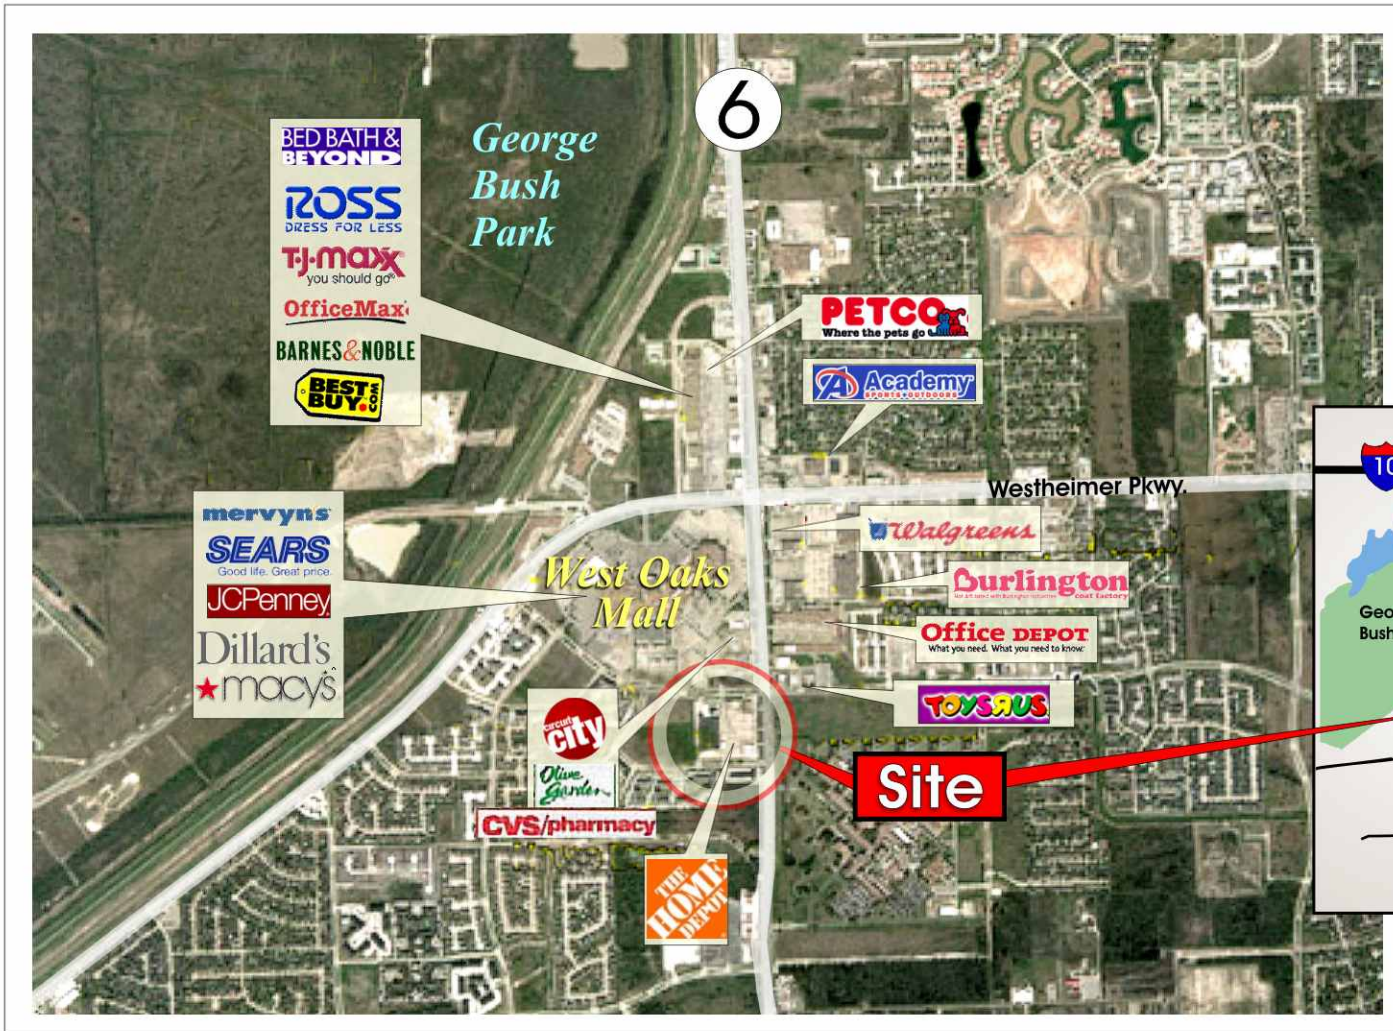 6
George
Bush
Park
BED BATH &
BEYOND
ROSS
DRESS FOR LESS
T·J·maxx
you should go
OfficeMax
BARNES&NOBLE
BEST
BUY.COM
PETCO
Where the pets go
Academy
SPORTS+OUTDOORS
Westheimer Pkwy.
10
mervyns
SEARS
Good life. Great price.
JCPenney
Dillard's
macy's
West Oaks
Mall
Walgreens
Burlington
coat factory
Office DEPOT
What you need. What you need to know.
TOYSRUS
Geo
Bush
circuit
city
Olive
Garden
CVS/pharmacy
Site
THE
HOME
DEPOT